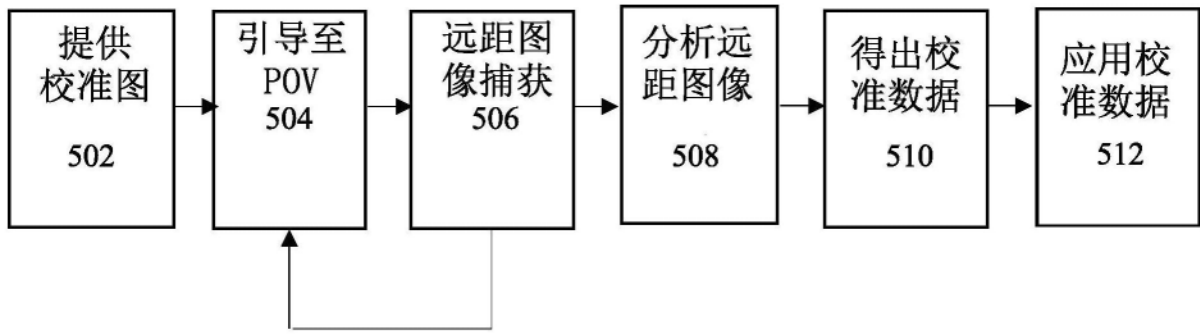 提供
校准图
502
引导至
POV
504
远距图
像捕获
506
分析远
距图像
508
得出校
准数据
510
应用校
准数据
512